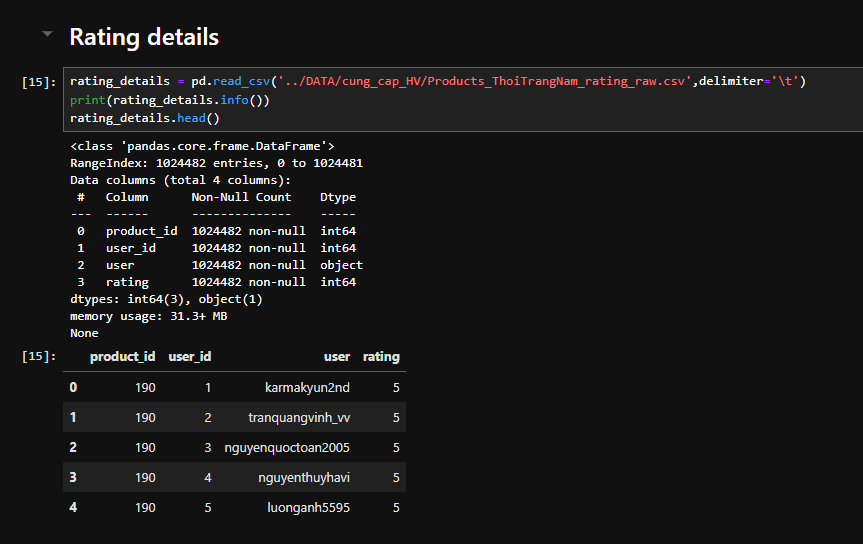 Rating details
[15]: rating_details = pd.read_csv('../DATA/cung_cap_HV/Products_ThoiTrangNam_rating_raw.csv',delimiter='\t')
print(rating_details.info())
rating_details.head()
<class 'pandas.core.frame.DataFrame'>
RangeIndex: 1024482 entries, 0 to 1024481
Data columns (total 4 columns):
 #   Column      Non-Null Count    Dtype
---  ------      --------------    -----
 0   product_id  1024482 non-null  int64
 1   user_id     1024482 non-null  int64
 2   user        1024482 non-null  object
 3   rating      1024482 non-null  int64
dtypes: int64(3), object(1)
memory usage: 31.3+ MB
None
[15]: product_id user_id user rating
0 190 1 karmakyun2nd 5
1 190 2 tranquangvinh_vv 5
2 190 3 nguyenquoctoan2005 5
3 190 4 nguyenthuyhavi 5
4 190 5 luonganh5595 5